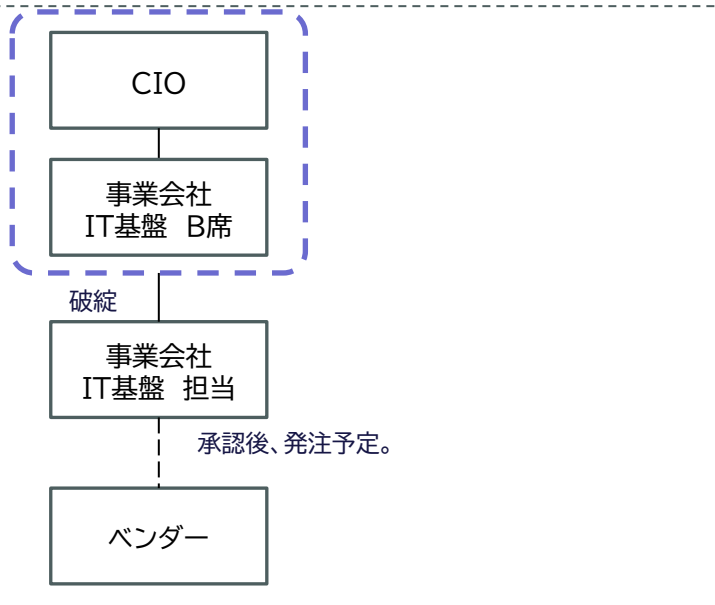 CIO
事業会社
IT基盤 B席
破綻
事業会社
IT基盤 担当
承認後、発注予定。
ベンダー